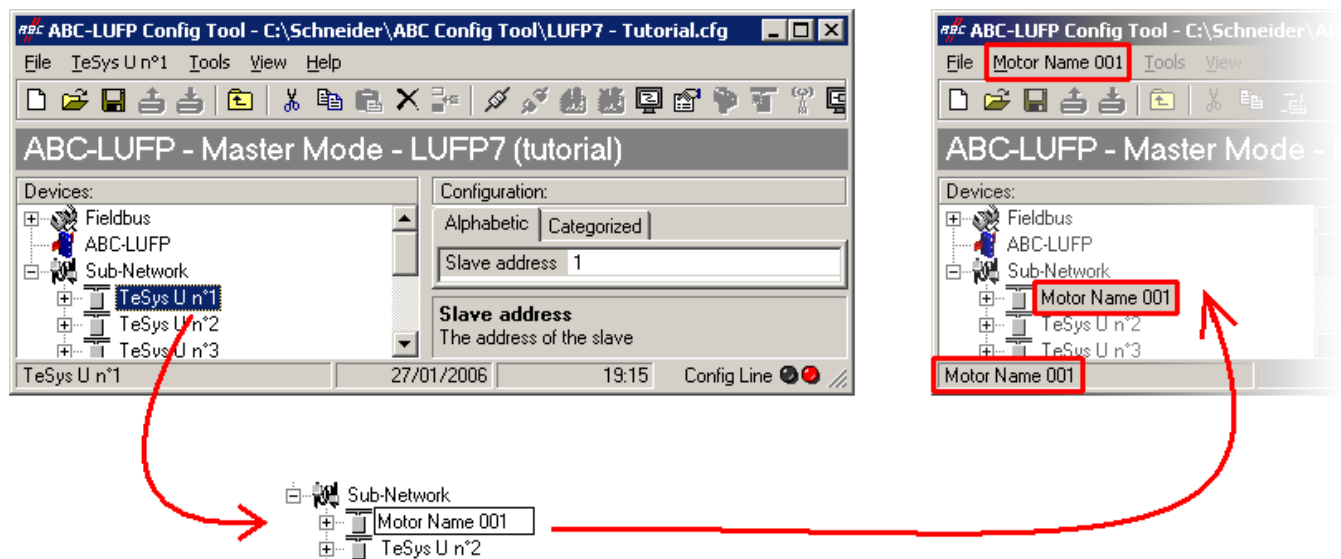 ABC-LUFP Config Tool - C:\Schneider\ABC Config Tool\LUFP7 - Tutorial.cfg
File TeSys U n°1 Tools View Help
ABC-LUFP - Master Mode - LUFP7 (tutorial)
Devices:
Fieldbus
ABC-LUFP
Sub-Network
TeSys U n°1
TeSys U n°2
TeSys U n°3
Configuration:
Alphabetic Categorized
Slave address 1
Slave address
The address of the slave
TeSys U n°1 27/01/2006 19:15 Config Line
ABC-LUFP Config Tool - C:\Schneider\
File Motor Name 001 Tools View
ABC-LUFP - Master Mode -
Devices:
Fieldbus
ABC-LUFP
Sub-Network
Motor Name 001
TeSys U n°2
TeSys U n°3
Motor Name 001
Sub-Network
Motor Name 001
TeSys U n°2